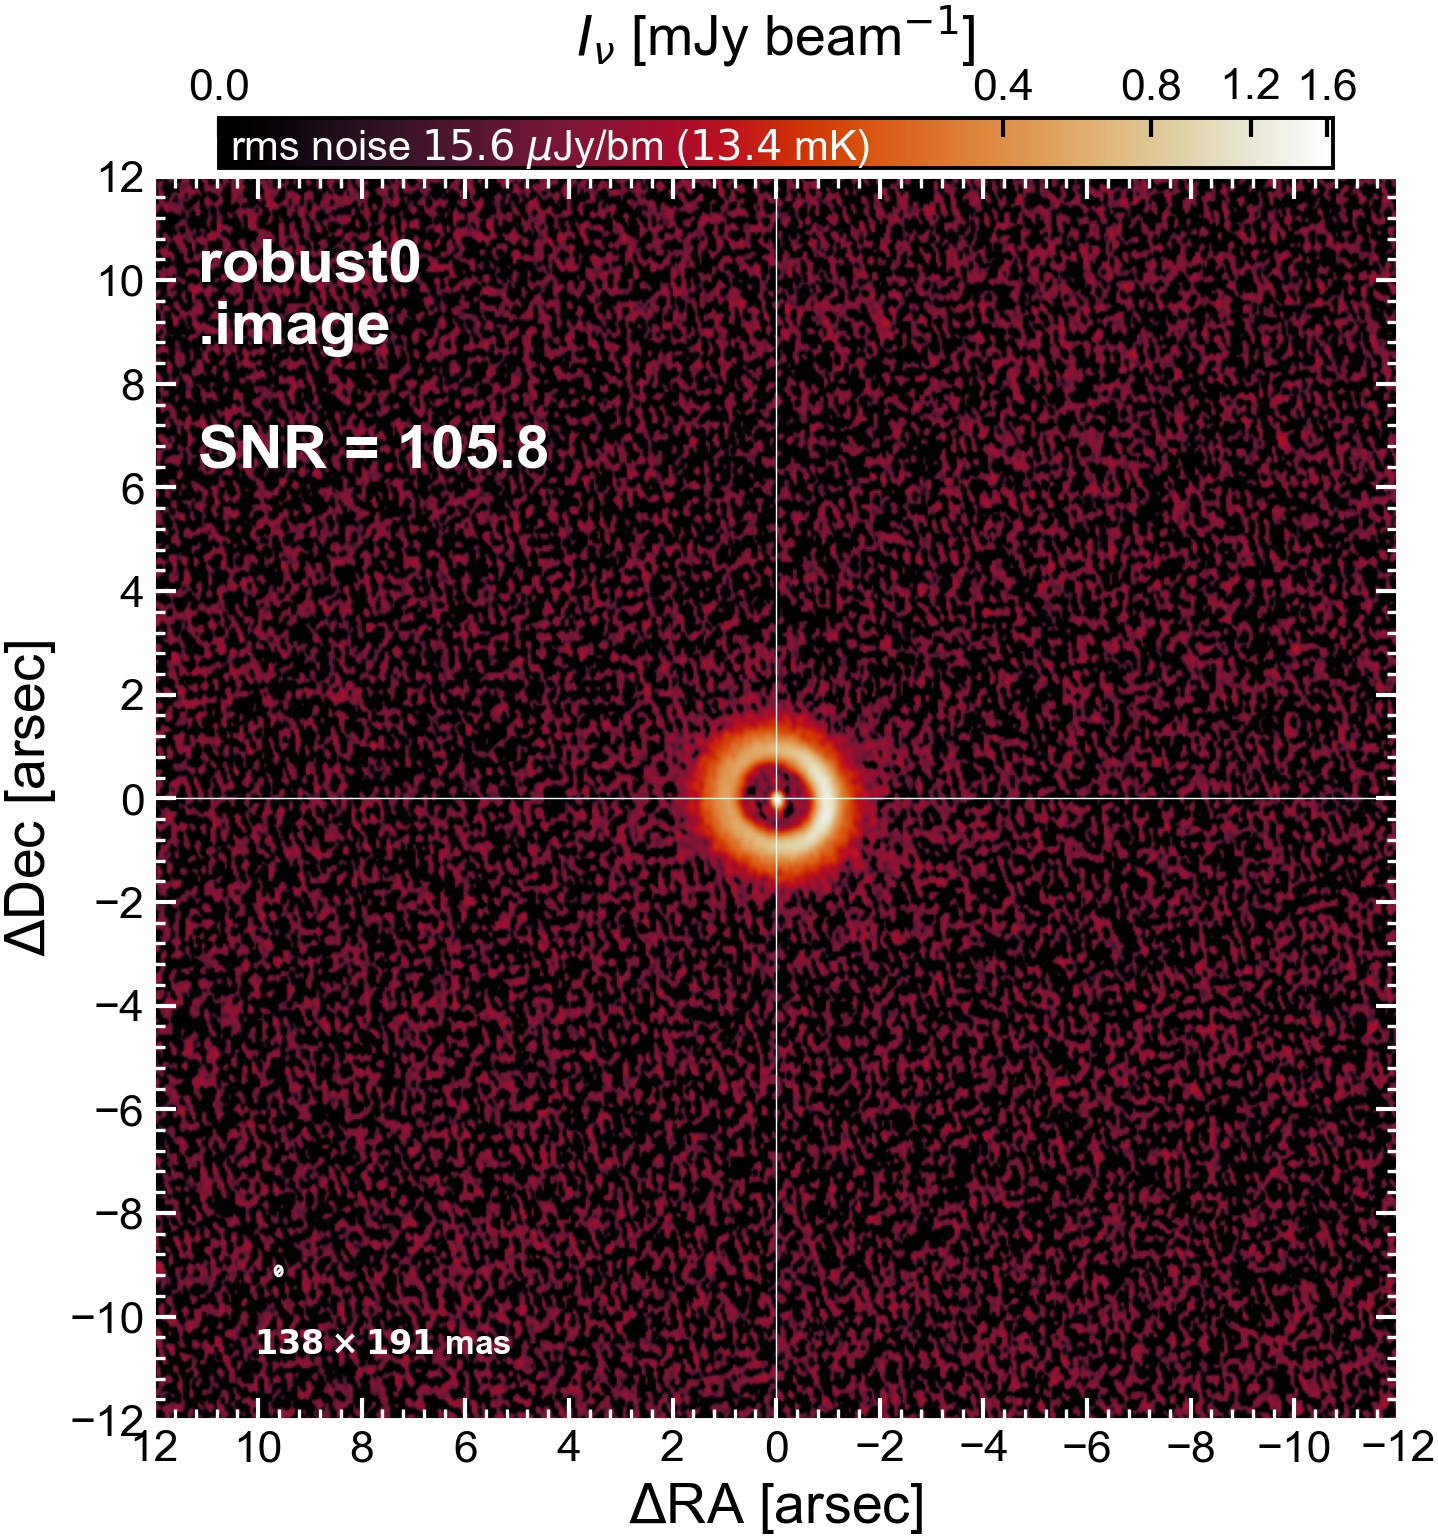 Iν [mJy beam−1]
0.0 0.4 0.8 1.2 1.6
rms noise 15.6 μJy/bm (13.4 mK)
robust0
.image
SNR = 105.8
138 × 191 mas
12
10
8
6
4
2
0
−2
−4
−6
−8
−10
−12
ΔDec [arsec]
12 10 8 6 4 2 0 −2 −4 −6 −8 −10 −12
ΔRA [arsec]